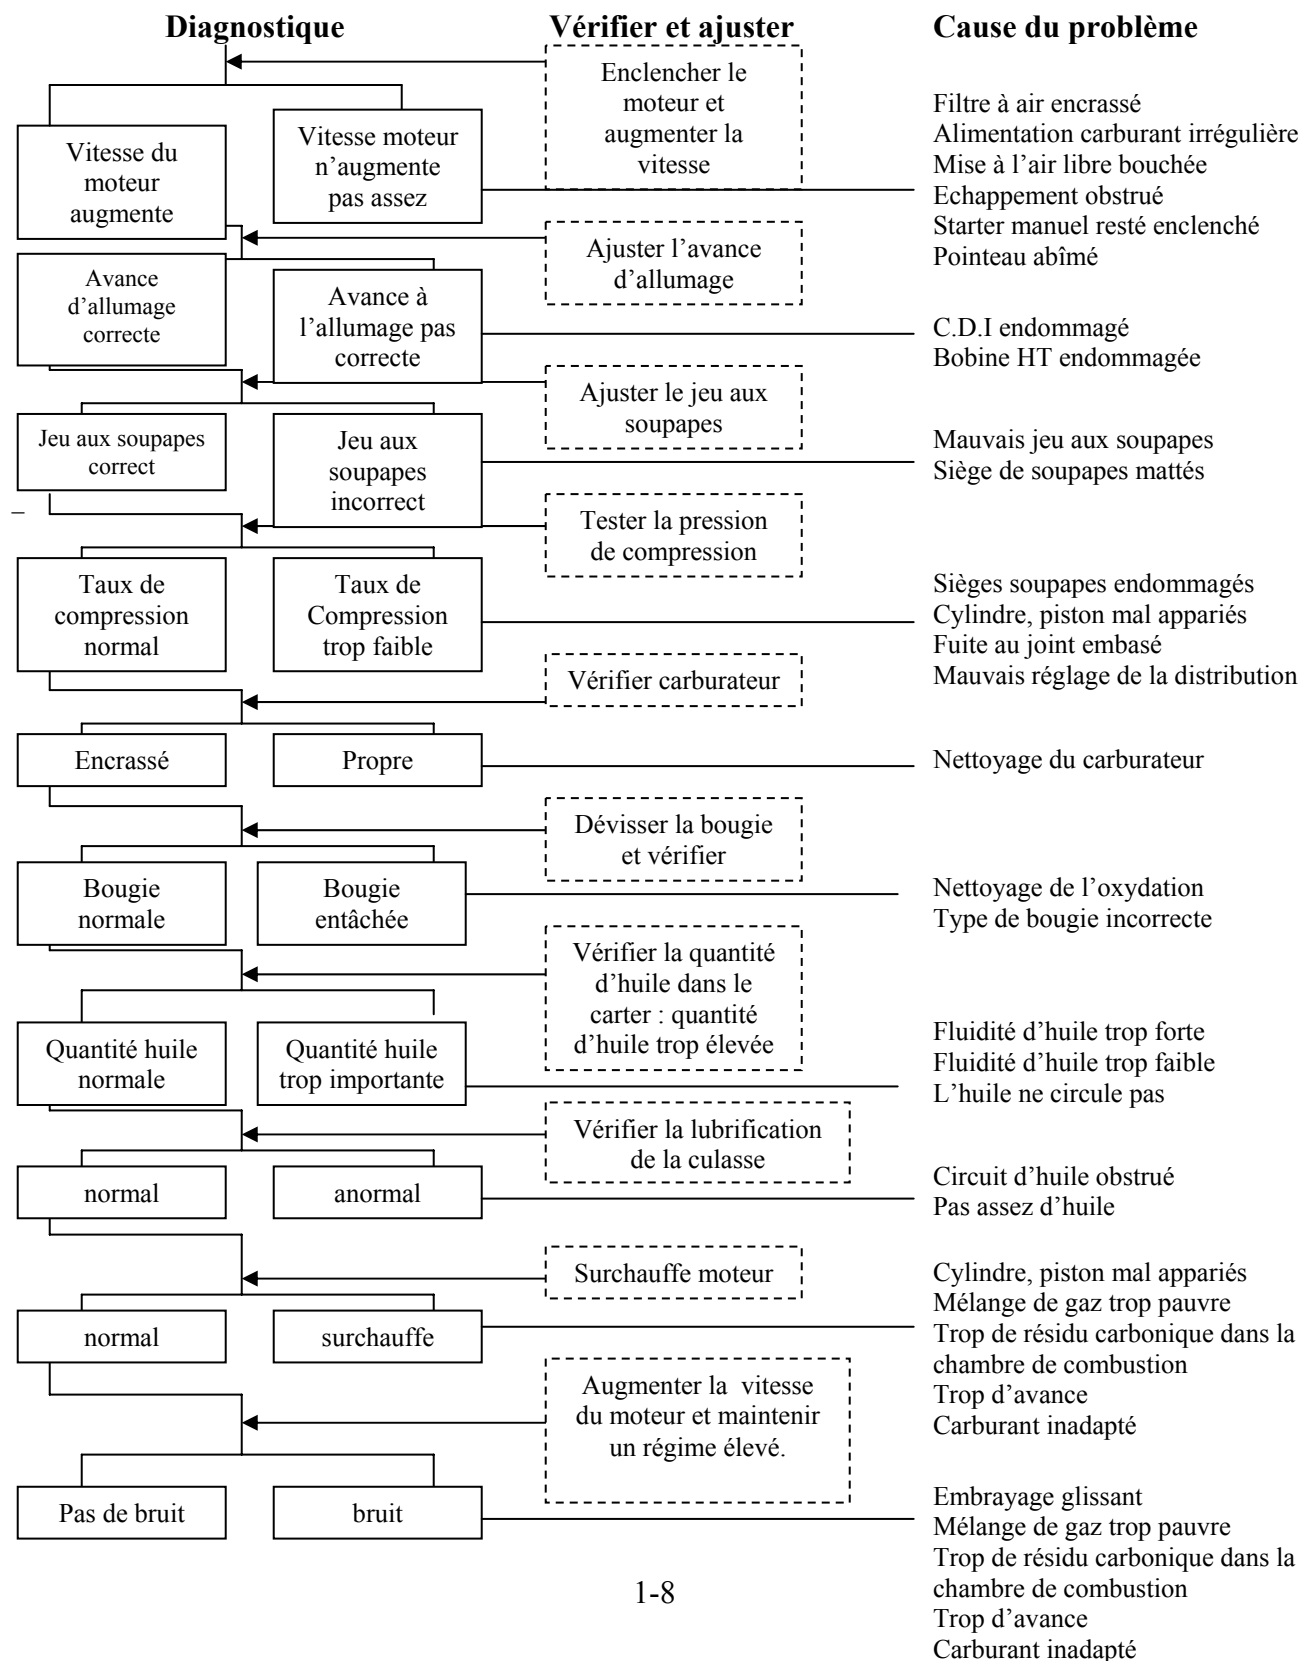 Diagnostique
Vérifier et ajuster
Cause du problème
Enclencher le
moteur et
augmenter la
vitesse
Vitesse du
moteur
augmente
Vitesse moteur
n’augmente
pas assez
Filtre à air encrassé
Alimentation carburant irrégulière
Mise à l’air libre bouchée
Echappement obstrué
Starter manuel resté enclenché
Pointeau abîmé
Ajuster l’avance
d’allumage
Avance
d’allumage
correcte
Avance à
l’allumage pas
correcte
C.D.I endommagé
Bobine HT endommagée
Ajuster le jeu aux
soupapes
Jeu aux soupapes
correct
Jeu aux
soupapes
incorrect
Mauvais jeu aux soupapes
Siège de soupapes mattés
–
Tester la pression
de compression
Taux de
compression
normal
Taux de
Compression
trop faible
Sièges soupapes endommagés
Cylindre, piston mal appariés
Fuite au joint embasé
Mauvais réglage de la distribution
Vérifier carburateur
Encrassé
Propre
Nettoyage du carburateur
Dévisser la bougie
et vérifier
Bougie
normale
Bougie
entâchée
Nettoyage de l’oxydation
Type de bougie incorrecte
Vérifier la quantité
d’huile dans le
carter : quantité
d’huile trop élevée
Quantité huile
normale
Quantité huile
trop importante
Fluidité d’huile trop forte
Fluidité d’huile trop faible
L’huile ne circule pas
Vérifier la lubrification
de la culasse
normal
anormal
Circuit d’huile obstrué
Pas assez d’huile
Surchauffe moteur
normal
surchauffe
Cylindre, piston mal appariés
Mélange de gaz trop pauvre
Trop de résidu carbonique dans la
chambre de combustion
Trop d’avance
Carburant inadapté
Augmenter la  vitesse
du moteur et maintenir
un régime élevé.
Pas de bruit
bruit
Embrayage glissant
Mélange de gaz trop pauvre
Trop de résidu carbonique dans la
chambre de combustion
Trop d’avance
Carburant inadapté
1-8